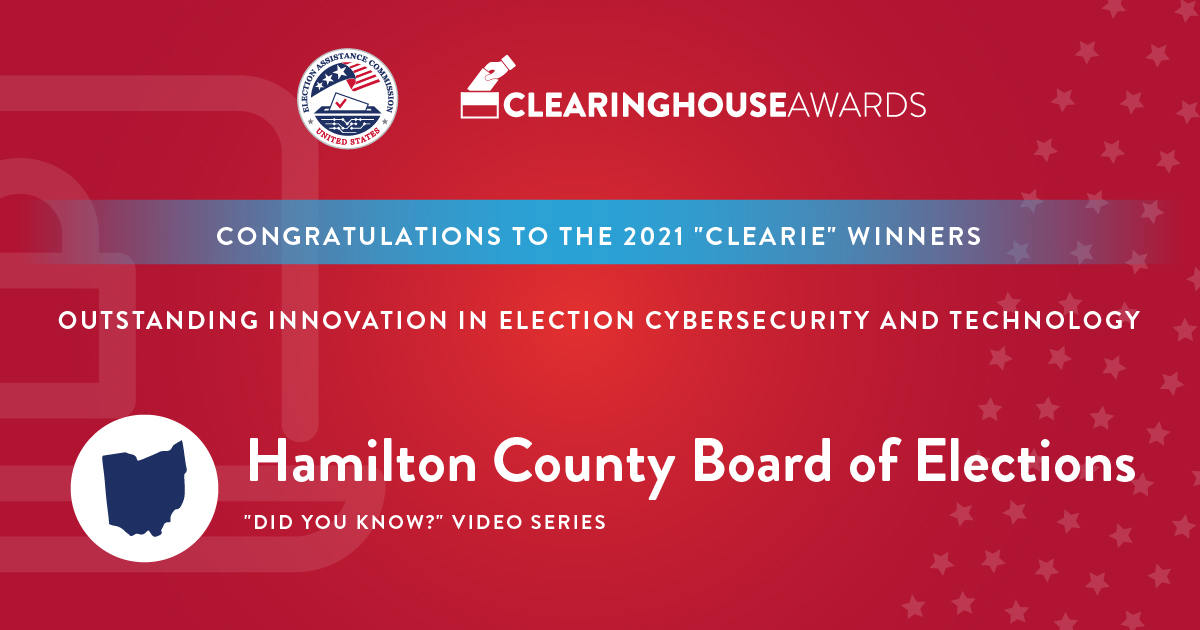 ELECTION ASSISTANCE COMMISSION
UNITED STATES
CLEARINGHOUSEAWARDS
CONGRATULATIONS TO THE 2021 "CLEARIE" WINNERS
OUTSTANDING INNOVATION IN ELECTION CYBERSECURITY AND TECHNOLOGY
Hamilton County Board of Elections
"DID YOU KNOW?" VIDEO SERIES